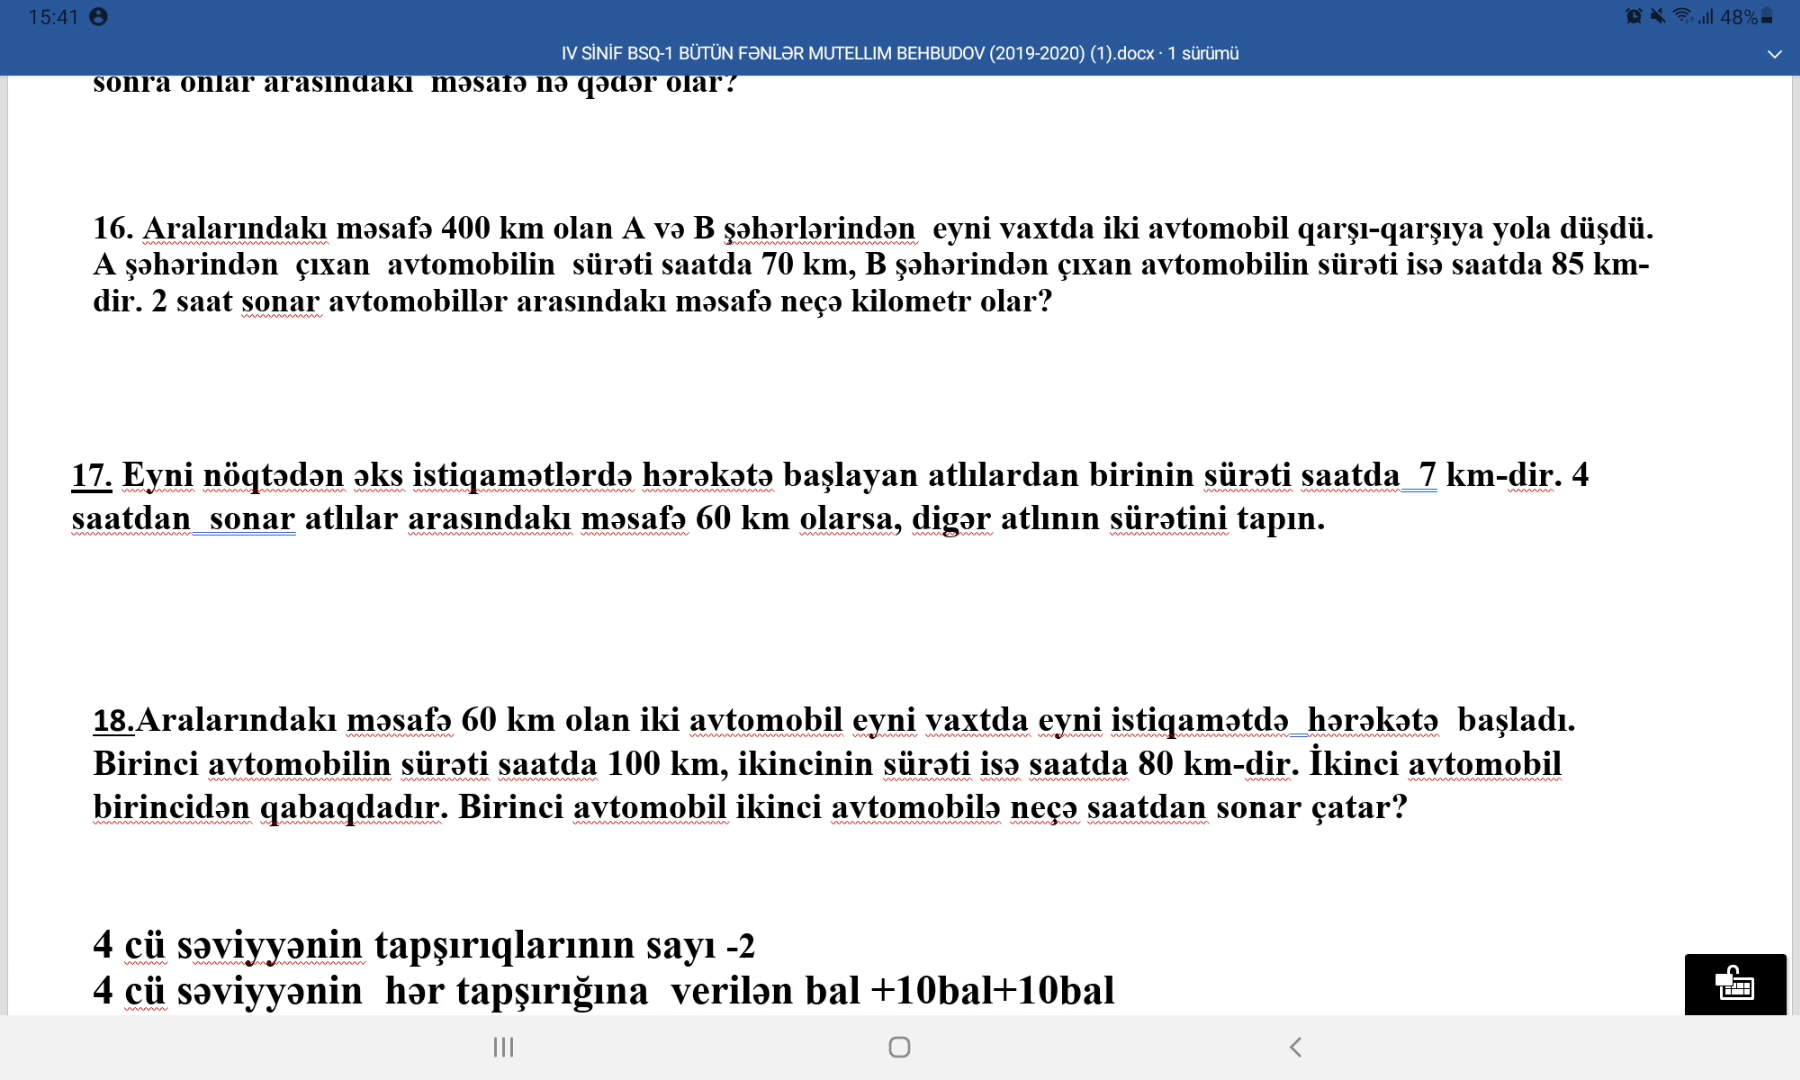 15:41
48%
IV SİNİF BSQ-1 BÜTÜN FƏNLƏR MUTELLIM BEHBUDOV (2019-2020) (1).docx · 1 sürümü
sonra onlar arasındakı məsafə nə qədər olar?
16. Aralarındakı məsafə 400 km olan A və B şəhərlərindən eyni vaxtda iki avtomobil qarşı-qarşıya yola düşdü.
A şəhərindən çıxan avtomobilin sürəti saatda 70 km, B şəhərindən çıxan avtomobilin sürəti isə saatda 85 km-
dir. 2 saat sonar avtomobillər arasındakı məsafə neçə kilometr olar?
17. Eyni nöqtədən əks istiqamətlərdə hərəkətə başlayan atlılardan birinin sürəti saatda 7 km-dir. 4
saatdan sonar atlılar arasındakı məsafə 60 km olarsa, digər atlının sürətini tapın.
18.Aralarındakı məsafə 60 km olan iki avtomobil eyni vaxtda eyni istiqamətdə hərəkətə başladı.
Birinci avtomobilin sürəti saatda 100 km, ikincinin sürəti isə saatda 80 km-dir. İkinci avtomobil
birincidən qabaqdadır. Birinci avtomobil ikinci avtomobilə neçə saatdan sonar çatar?
4 cü səviyyənin tapşırıqlarının sayı -2
4 cü səviyyənin hər tapşırığına verilən bal +10bal+10bal